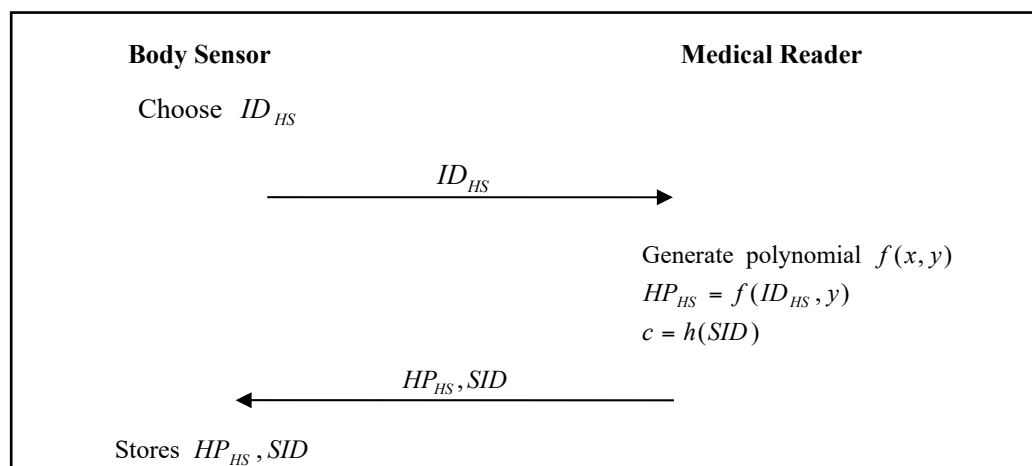 Body Sensor Medical Reader
Choose ID_HS
ID_HS
Generate polynomial f(x, y)
HP_HS = f(ID_HS, y)
c = h(SID)
HP_HS, SID
Stores HP_HS, SID